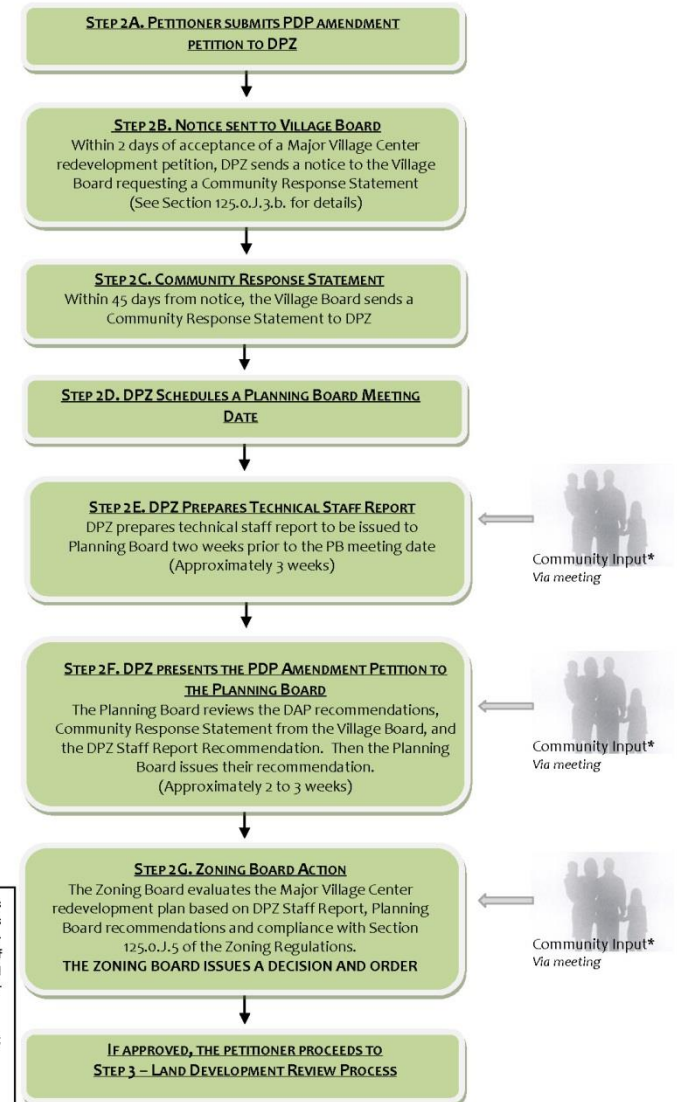 STEP 2A. PETITIONER SUBMITS PDP AMENDMENT
PETITION TO DPZ
STEP 2B. NOTICE SENT TO VILLAGE BOARD
Within 2 days of acceptance of a Major Village Center
redevelopment petition, DPZ sends a notice to the Village
Board requesting a Community Response Statement
(See Section 125.0.J.3.b. for details)
STEP 2C. COMMUNITY RESPONSE STATEMENT
Within 45 days from notice, the Village Board sends a
Community Response Statement to DPZ
STEP 2D. DPZ SCHEDULES A PLANNING BOARD MEETING
DATE
STEP 2E. DPZ PREPARES TECHNICAL STAFF REPORT
DPZ prepares technical staff report to be issued to
Planning Board two weeks prior to the PB meeting date
(Approximately 3 weeks)
Community Input*
Via meeting
STEP 2F. DPZ PRESENTS THE PDP AMENDMENT PETITION TO
THE PLANNING BOARD
The Planning Board reviews the DAP recommendations,
Community Response Statement from the Village Board, and
the DPZ Staff Report Recommendation. Then the Planning
Board issues their recommendation.
(Approximately 2 to 3 weeks)
Community Input*
Via meeting
STEP 2G. ZONING BOARD ACTION
The Zoning Board evaluates the Major Village Center
redevelopment plan based on DPZ Staff Report, Planning
Board recommendations and compliance with Section
125.0.J.5 of the Zoning Regulations.
THE ZONING BOARD ISSUES A DECISION AND ORDER
Community Input*
Via meeting
IF APPROVED, THE PETITIONER PROCEEDS TO
STEP 3 – LAND DEVELOPMENT REVIEW PROCESS